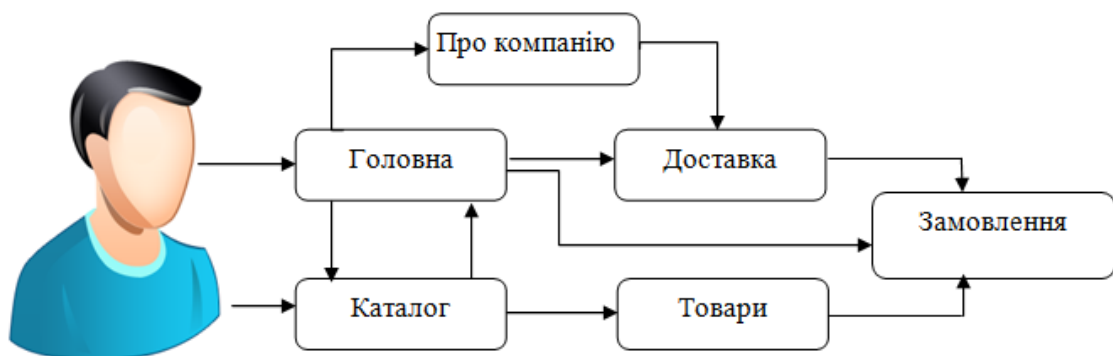 Про компанію
Головна
Доставка
Замовлення
Каталог
Товари